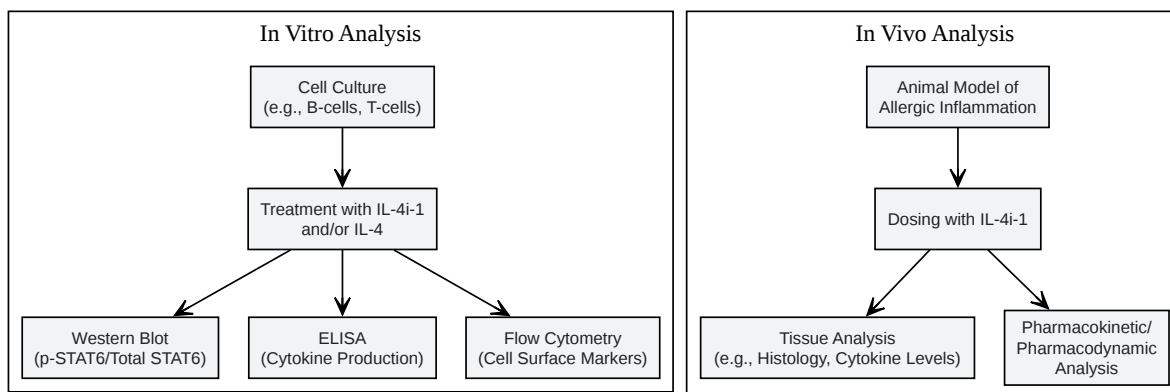 In Vitro Analysis
Cell Culture
(e.g., B-cells, T-cells)
Treatment with IL-4i-1
and/or IL-4
Western Blot
(p-STAT6/Total STAT6)
ELISA
(Cytokine Production)
Flow Cytometry
(Cell Surface Markers)
In Vivo Analysis
Animal Model of
Allergic Inflammation
Dosing with IL-4i-1
Tissue Analysis
(e.g., Histology, Cytokine Levels)
Pharmacokinetic/
Pharmacodynamic
Analysis